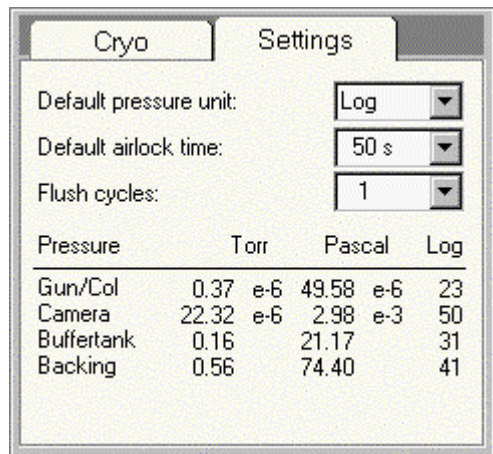 Cryo Settings
Default pressure unit: Log
Default airlock time: 50 s
Flush cycles: 1
Pressure Torr Pascal Log
Gun/Col 0.37 e-6 49.58 e-6 23
Camera 22.32 e-6 2.98 e-3 50
Buffertank 0.16 21.17 31
Backing 0.56 74.40 41